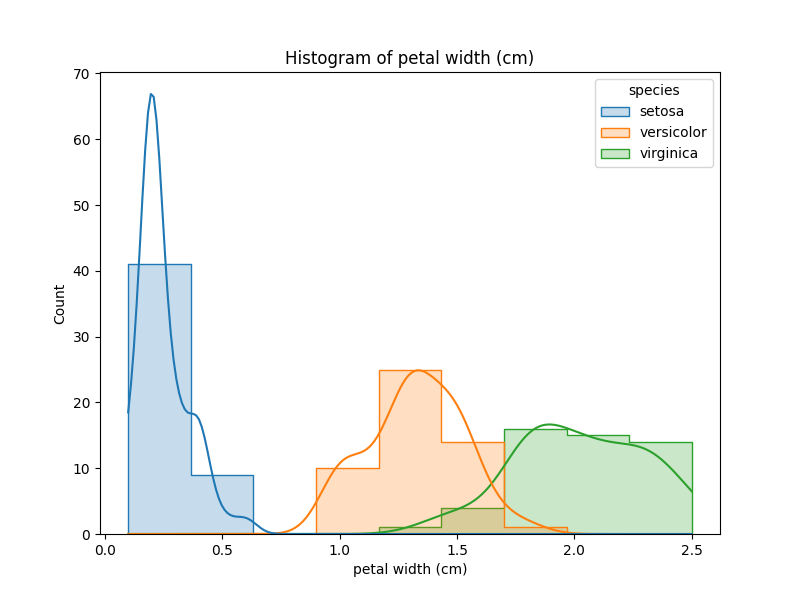 Histogram of petal width (cm)
species
setosa
versicolor
virginica
70
60
50
40
30
20
10
0
Count
0.0 0.5 1.0 1.5 2.0 2.5
petal width (cm)